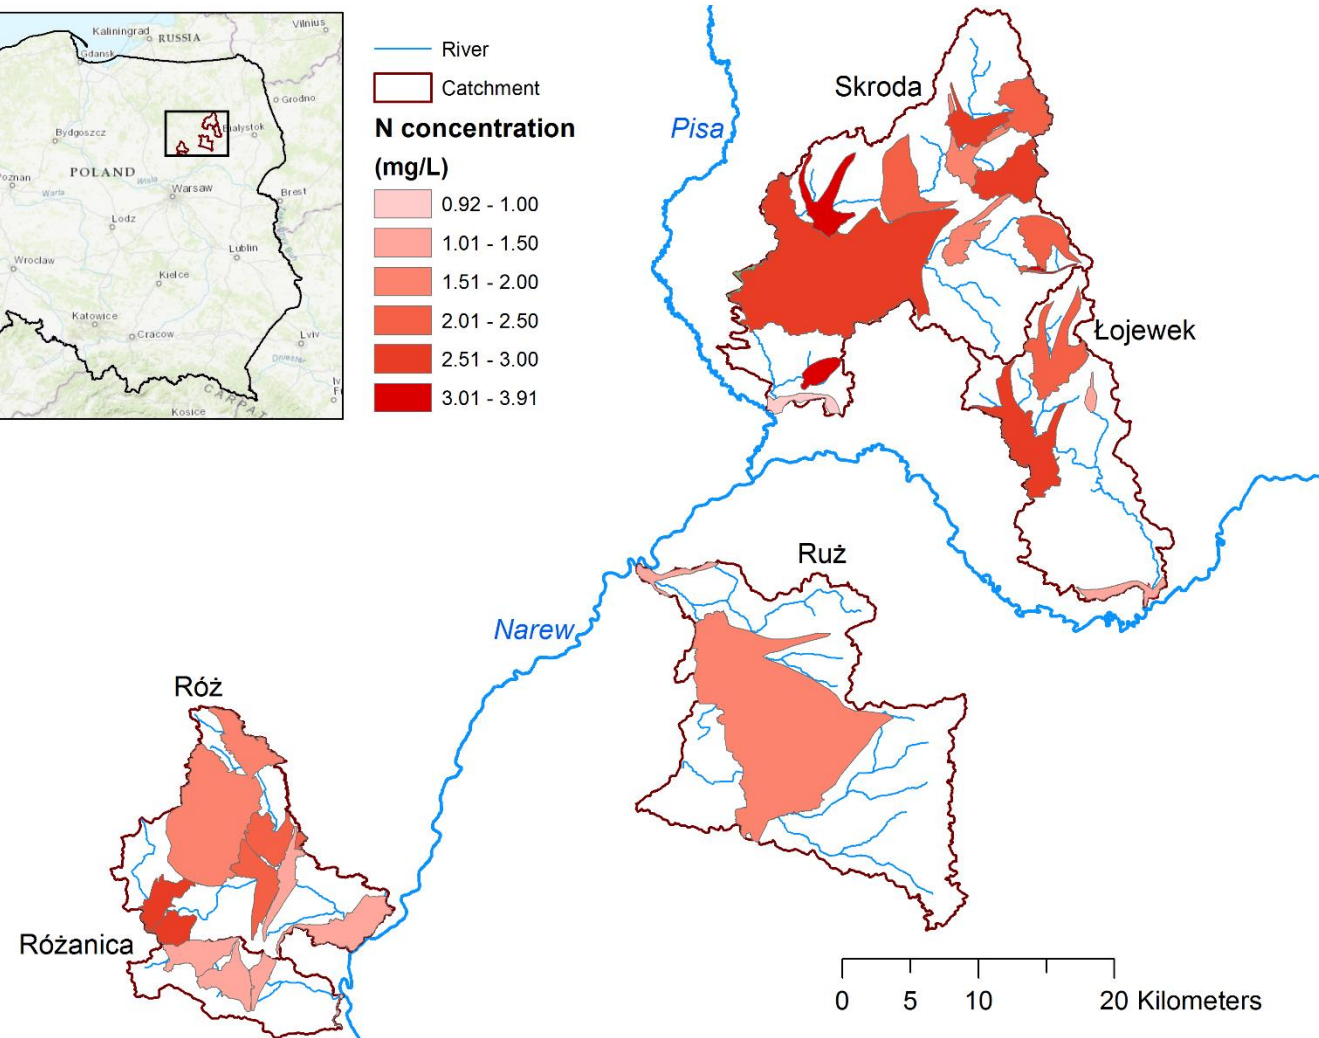 Kaliningrad
RUSSIA
Vilnius
Gdansk
Grodno
Bydgoszcz
Bialystok
POLAND
Poznan
Warta
Wisla
Warsaw
Brest
Lodz
Lublin
Wroclaw
Kielce
Katowice
Cracow
Lviv
Dniester
CARPAT
Kosice
River
Catchment
N concentration
(mg/L)
0.92 - 1.00
1.01 - 1.50
1.51 - 2.00
2.01 - 2.50
2.51 - 3.00
3.01 - 3.91
Skroda
Pisa
Łojewek
Ruż
Narew
Róż
Różanica
0 5 10 20 Kilometers